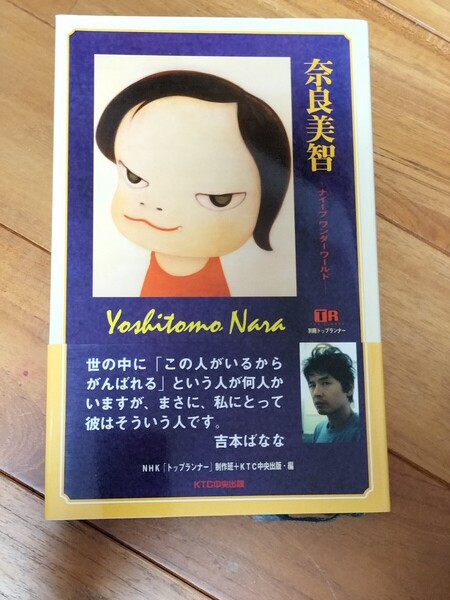 奈良美智
ナイーブ ワンダーワールド
TR
別冊トップランナー
Yoshitomo Nara
世の中に「この人がいるから
がんばれる」という人が何人か
いますが、まさに、私にとって
彼はそういう人です。
吉本ばなな
NHK「トップランナー」制作班+KTC中央出版・編
KTC中央出版